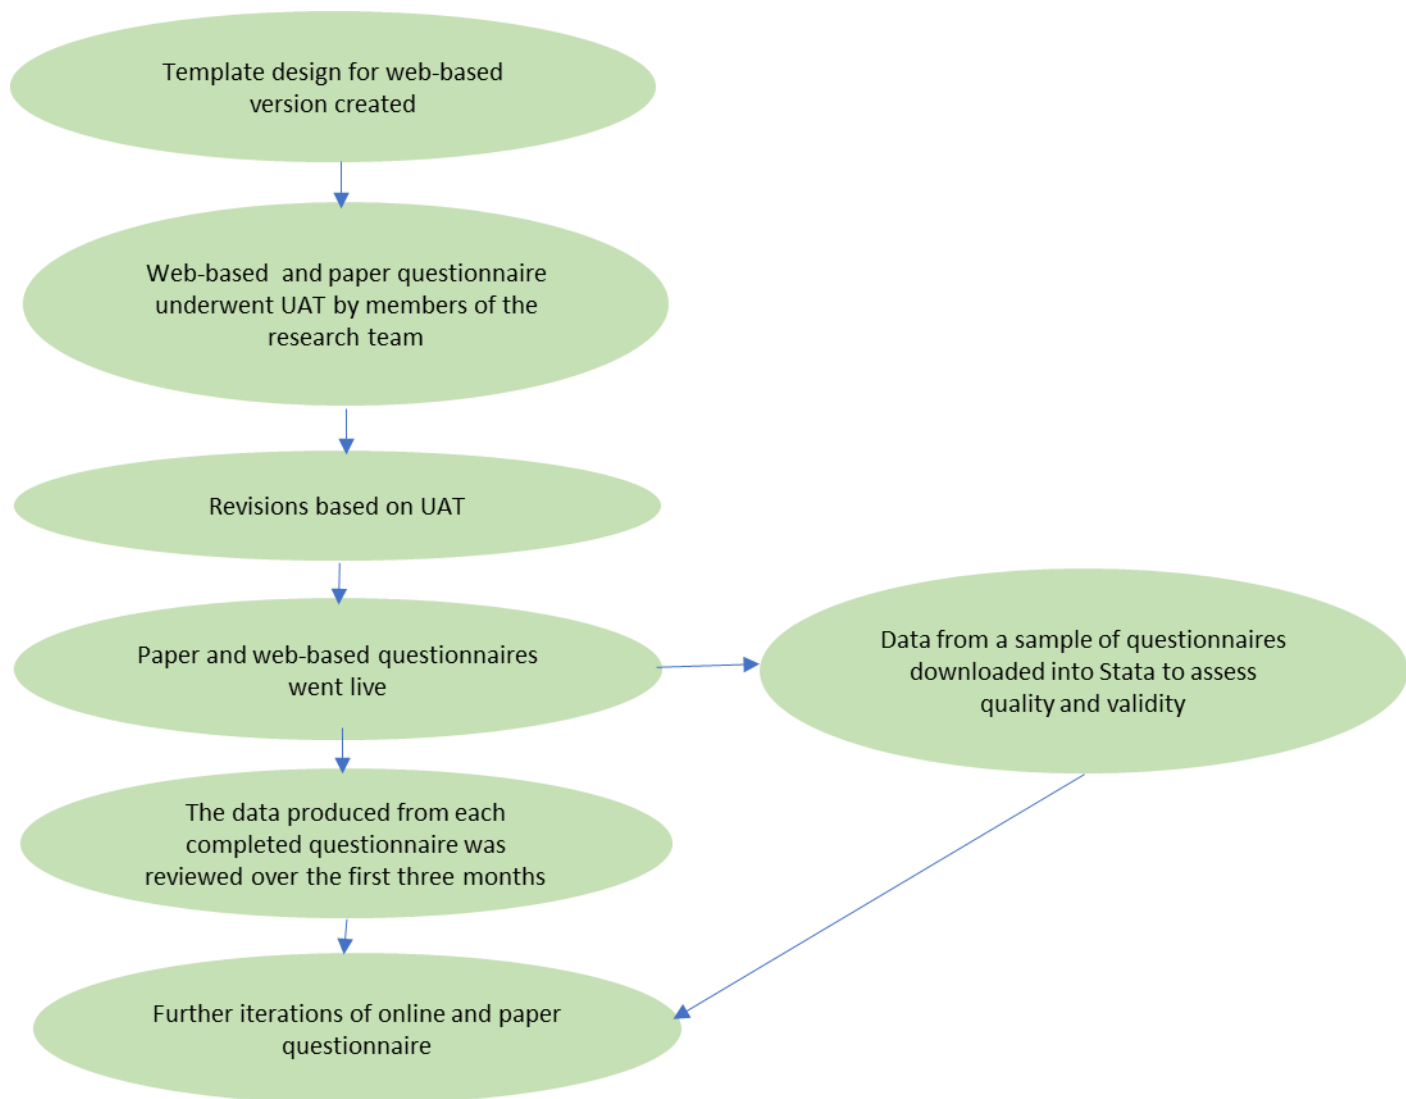 Template design for web-based
version created
Web-based  and paper questionnaire
underwent UAT by members of the
research team
Revisions based on UAT
Paper and web-based questionnaires
went live
Data from a sample of questionnaires
downloaded into Stata to assess
quality and validity
The data produced from each
completed questionnaire was
reviewed over the first three months
Further iterations of online and paper
questionnaire